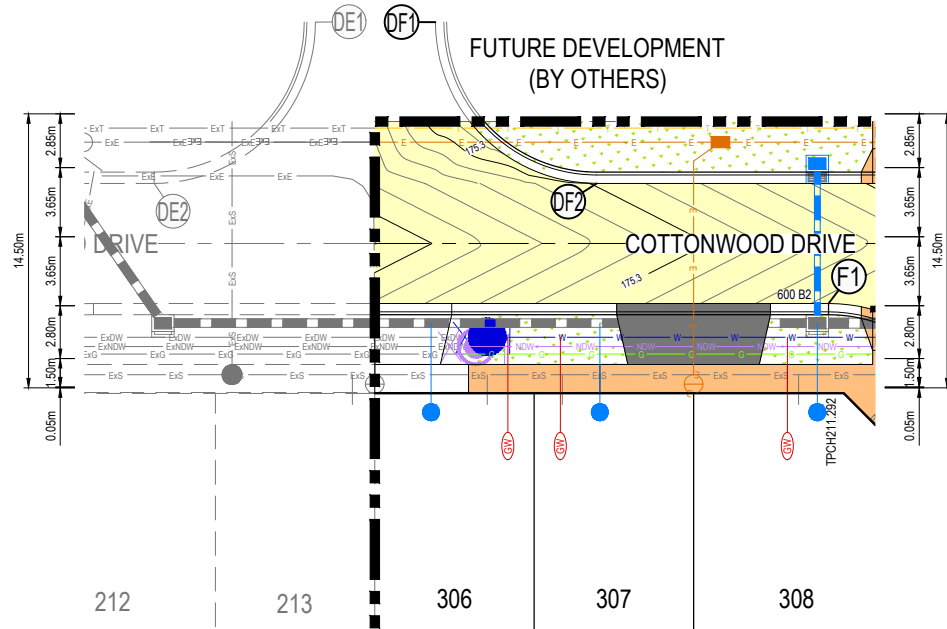 DE1
DF1
FUTURE DEVELOPMENT
(BY OTHERS)
2.85m
3.65m
3.65m
2.80m
1.50m
0.05m
14.50m
ExT ExT ExT
ExE ExE ExE ExE
ExE ExE
ExS
ExS
T
E E E E E E
175.3
DE2
DF2
DRIVE
COTTONWOOD DRIVE
175.3
600 B2
F1
2.85m
3.65m
3.65m
2.80m
1.50m
0.05m
14.50m
ExDW ExDW ExDW ExDW ExDW W W W W W W
ExNDW ExNDW ExNDW ExNDW NDW NDW NDW NDW
ExG ExG ExG ExG G G G G G G
ExS ExS ExS ExS ExS ExS ExS ExS ExS
GW
GW
GW
TPCH211.292
212
213
306
307
308